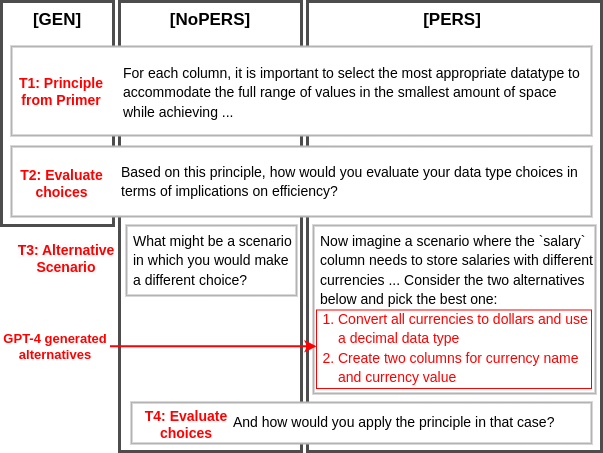 [GEN]
[NoPERS]
[PERS]
T1: Principle
from Primer
For each column, it is important to select the most appropriate datatype to
accommodate the full range of values in the smallest amount of space
while achieving ...
T2: Evaluate
choices
Based on this principle, how would you evaluate your data type choices in
terms of implications on efficiency?
T3: Alternative
Scenario
What might be a scenario
in which you would make
a different choice?
Now imagine a scenario where the `salary`
column needs to store salaries with different
currencies ... Consider the two alternatives
below and pick the best one:
GPT-4 generated
alternatives
1. Convert all currencies to dollars and use
a decimal data type
2. Create two columns for currency name
and currency value
T4: Evaluate
choices
And how would you apply the principle in that case?